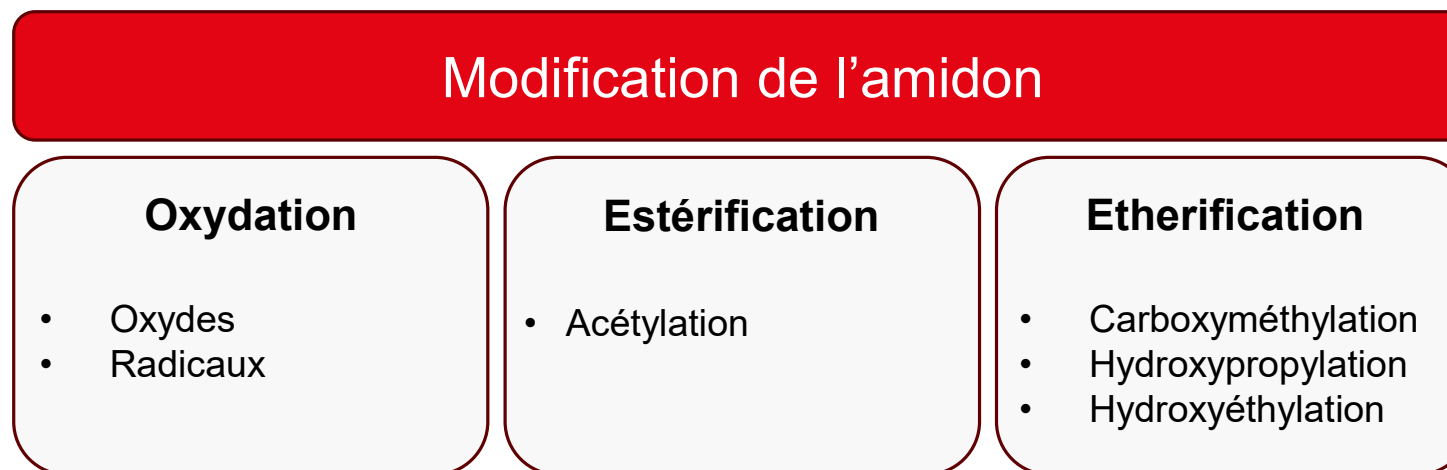 Modification de l’amidon
Oxydation
• Oxydes
• Radicaux
Estérification
• Acétylation
Etherification
• Carboxyméthylation
• Hydroxypropylation
• Hydroxyéthylation